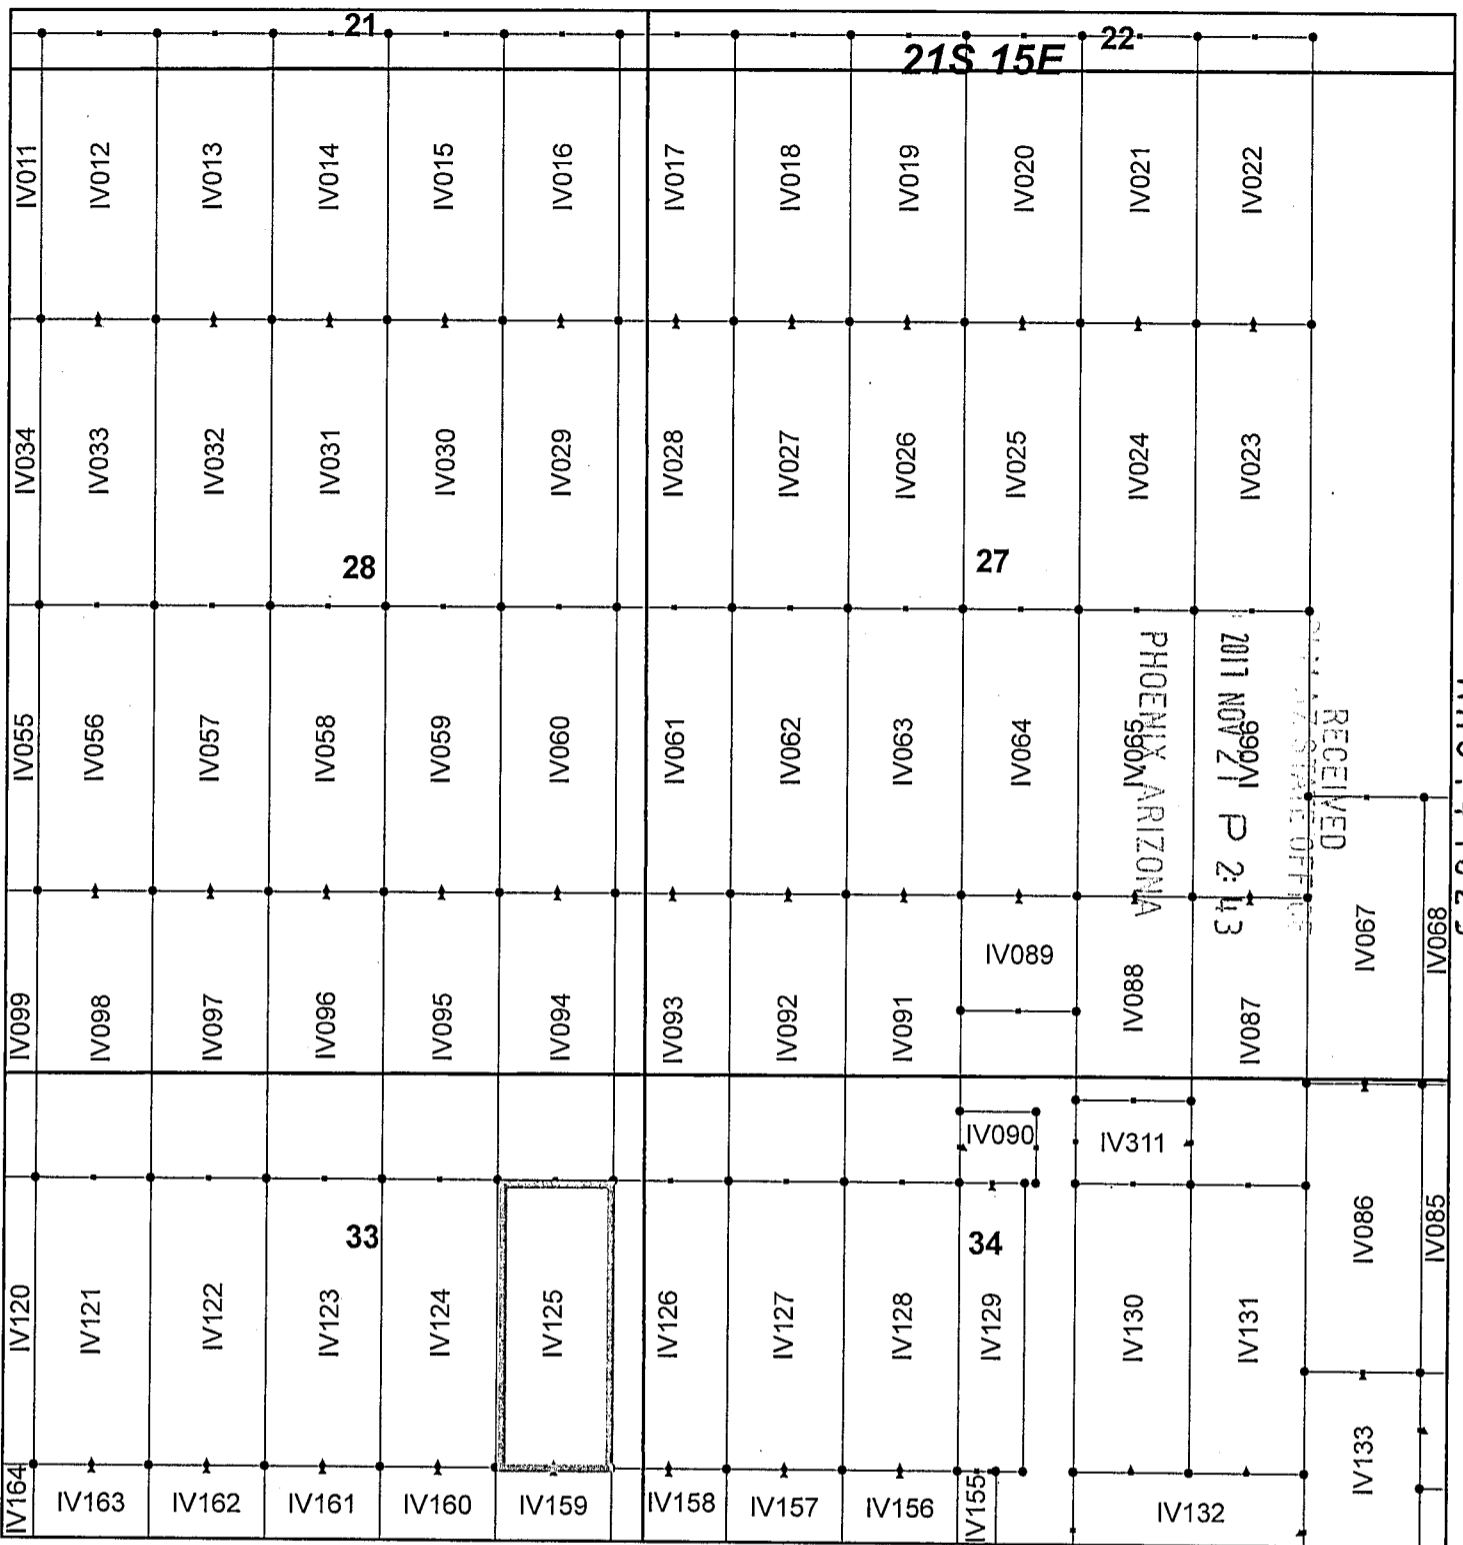 21 22
21S 15E
IV011 IV012 IV013 IV014 IV015 IV016 IV017 IV018 IV019 IV020 IV021 IV022
IV034 IV033 IV032 IV031 IV030 IV029 IV028 IV027 IV026 IV025 IV024 IV023
28 27
RECEIVED
2017 NOV 21 P 2:43
PHOENIX, ARIZONA
IV055 IV056 IV057 IV058 IV059 IV060 IV061 IV062 IV063 IV064 IV065 IV066
IV067 IV068
IV089
IV099 IV098 IV097 IV096 IV095 IV094 IV093 IV092 IV091 IV088 IV087
IV090 IV311
IV086 IV085
33 34
IV120 IV121 IV122 IV123 IV124 IV125 IV126 IV127 IV128 IV129 IV130 IV131
IV133
IV164 IV163 IV162 IV161 IV160 IV159 IV158 IV157 IV156 IV155 IV132